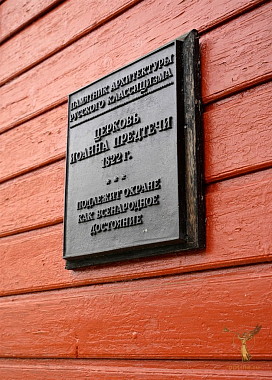 ПАМЯТНИК АРХИТЕКТУРЫ
РУССКОГО КЛАССИЦИЗМА
ЦЕРКОВЬ
ИОАННА ПРЕДТЕЧИ
1822 Г.
* * *
ПОДЛЕЖИТ ОХРАНЕ
КАК ВСЕНАРОДНОЕ
ДОСТОЯНИЕ